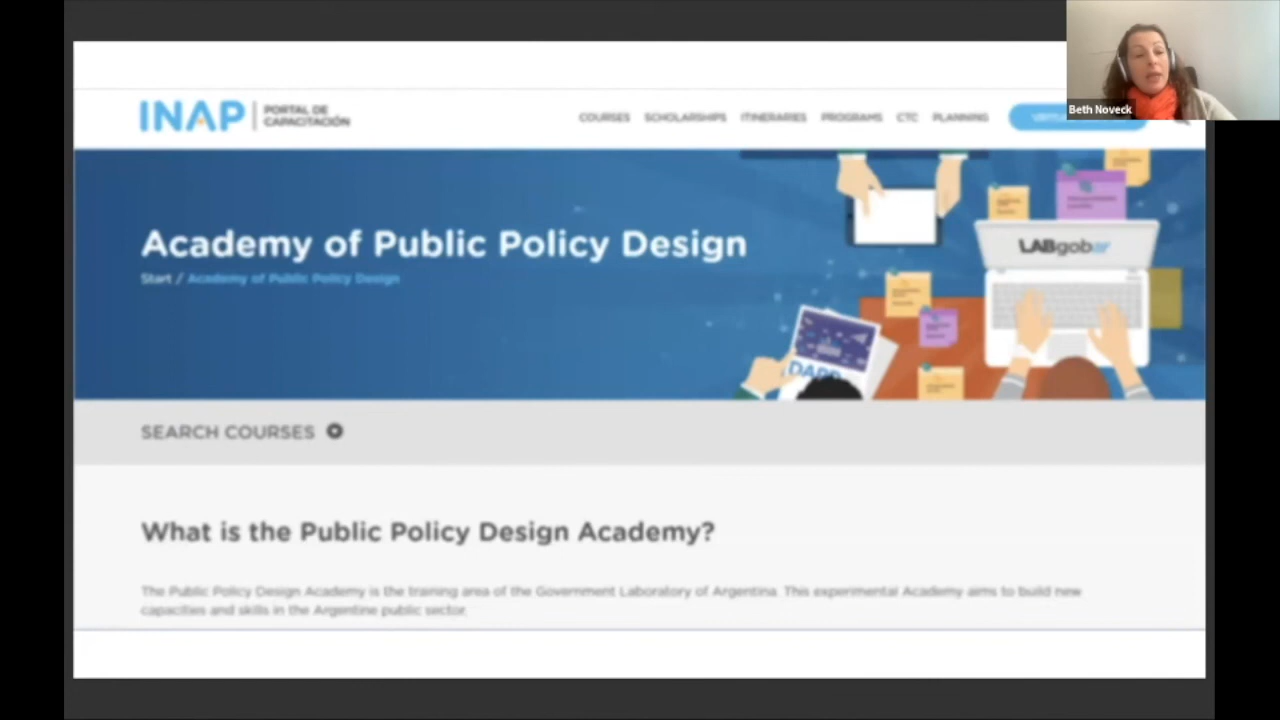 Beth Noveck
INAP
PORTAL DE
CAPACITACIÓN
COURSES SCHOLARSHIPS ITINERARIES PROGRAMS CTC PLANNING
Academy of Public Policy Design
Start / Academy of Public Policy Design
LABgobar
SEARCH COURSES
What is the Public Policy Design Academy?
The Public Policy Design Academy is the training area of the Government Laboratory of Argentina. This experimental Academy aims to build new
capacities and skills in the Argentine public sector.